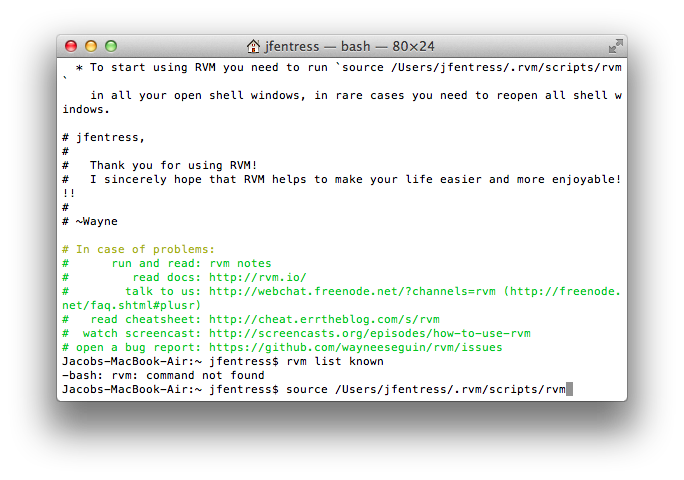 jfentress — bash — 80×24
  * To start using RVM you need to run `source /Users/jfentress/.rvm/scripts/rvm
`
    in all your open shell windows, in rare cases you need to reopen all shell w
indows.

# jfentress,
#
#   Thank you for using RVM!
#   I sincerely hope that RVM helps to make your life easier and more enjoyable!
!!
#
# ~Wayne

# In case of problems:
#      run and read: rvm notes
#         read docs: http://rvm.io/
#        talk to us: http://webchat.freenode.net/?channels=rvm (http://freenode.
net/faq.shtml#plusr)
#   read cheatsheet: http://cheat.errtheblog.com/s/rvm
#  watch screencast: http://screencasts.org/episodes/how-to-use-rvm
# open a bug report: https://github.com/wayneeseguin/rvm/issues
Jacobs-MacBook-Air:~ jfentress$ rvm list known
-bash: rvm: command not found
Jacobs-MacBook-Air:~ jfentress$ source /Users/jfentress/.rvm/scripts/rvm